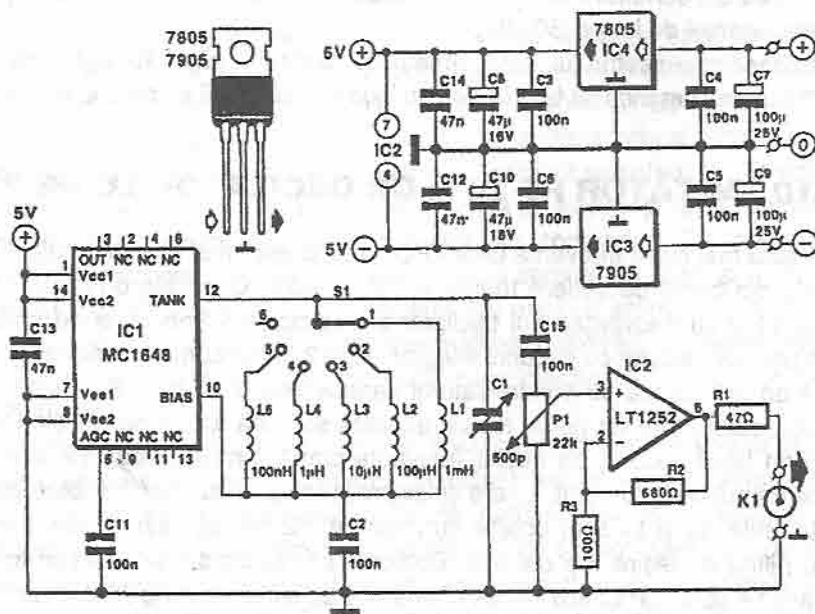 7805
7905
5V
+
7805
IC4
+
C14
47n
C8
47µ
16V
C3
100n
C4
100n
C7
100µ
25V
7
IC2
4
0
C12
47n
C10
47µ
16V
C6
100n
C5
100n
C9
100µ
25V
5V
−
IC3
7905
−
5V
+
3 2 4 6
OUT NC NC NC
1
Vcc1
14
Vcc2
TANK
12
IC1
MC1648
C13
47n
7
Vee1
8
Vee2
BIAS
10
AGC NC NC NC
5 9 11 13
C11
100n
S1
6
5
4
3
2
1
L5
L4
L3
L2
L1
100nH
1µH
10µH
100µH
1mH
C2
100n
C1
500p
C15
100n
P1
22k
IC2
3
+
LT1252
2
−
6
R1
47Ω
R2
680Ω
R3
100Ω
K1